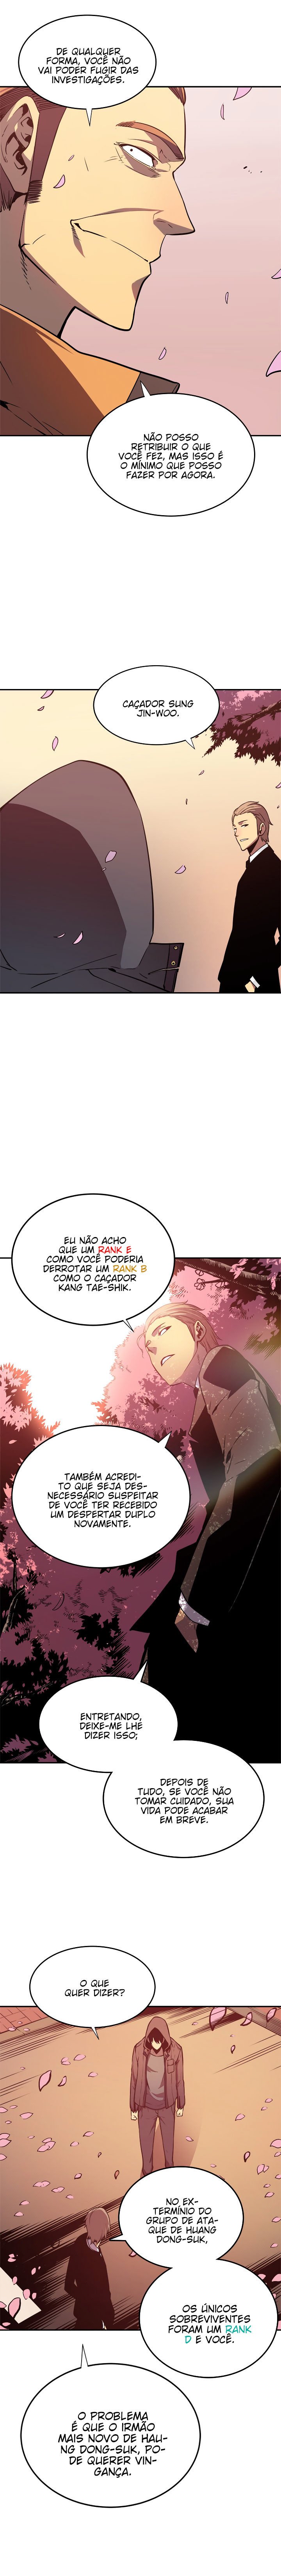 DE QUALQUER
FORMA, VOCÊ NÃO
VAI PODER FUGIR DAS
INVESTIGAÇÕES.
NÃO POSSO
RETRIBUIR O QUE
VOCÊ FEZ, MAS ISSO É
O MÍNIMO QUE POSSO
FAZER POR AGORA.
CAÇADOR SUNG
JIN-WOO.
EU NÃO ACHO
QUE UM RANK E
COMO VOCÊ PODERIA
DERROTAR UM RANK B
COMO O CAÇADOR
KANG TAE-SHIK.
TAMBÉM ACREDI-
TO QUE SEJA DES-
NECESSÁRIO SUSPEITAR
DE VOCÊ TER RECEBIDO
UM DESPERTAR DUPLO
NOVAMENTE.
ENTRETANDO,
DEIXE-ME LHE
DIZER ISSO;
DEPOIS DE
TUDO, SE VOCÊ NÃO
TOMAR CUIDADO, SUA
VIDA PODE ACABAR
EM BREVE.
O QUE
QUER DIZER?
NO EX-
TERMÍNIO DO
GRUPO DE ATA-
QUE DE HUANG
DONG-SUK,
OS ÚNICOS
SOBREVIVENTES
FORAM UM RANK
D E VOCÊ.
O PROBLEMA
É QUE O IRMÃO
MAIS NOVO DE HAU-
NG DONG-SUK, PO-
DE QUERER VIN-
GANÇA.